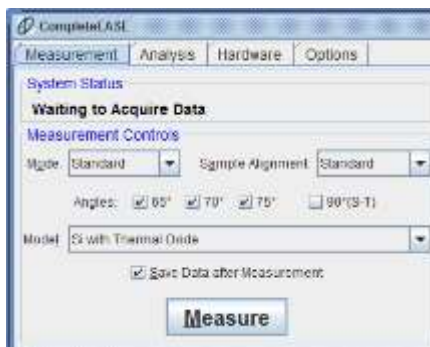 CompleteEASE
Measurement Analysis Hardware Options
System Status
Waiting to Acquire Data
Measurement Controls
Mode: Standard Sample Alignment: Standard
Angles: 65° 70° 75° 90°(S-T)
Model: Si with Thermal Oxide
Save Data after Measurement
Measure